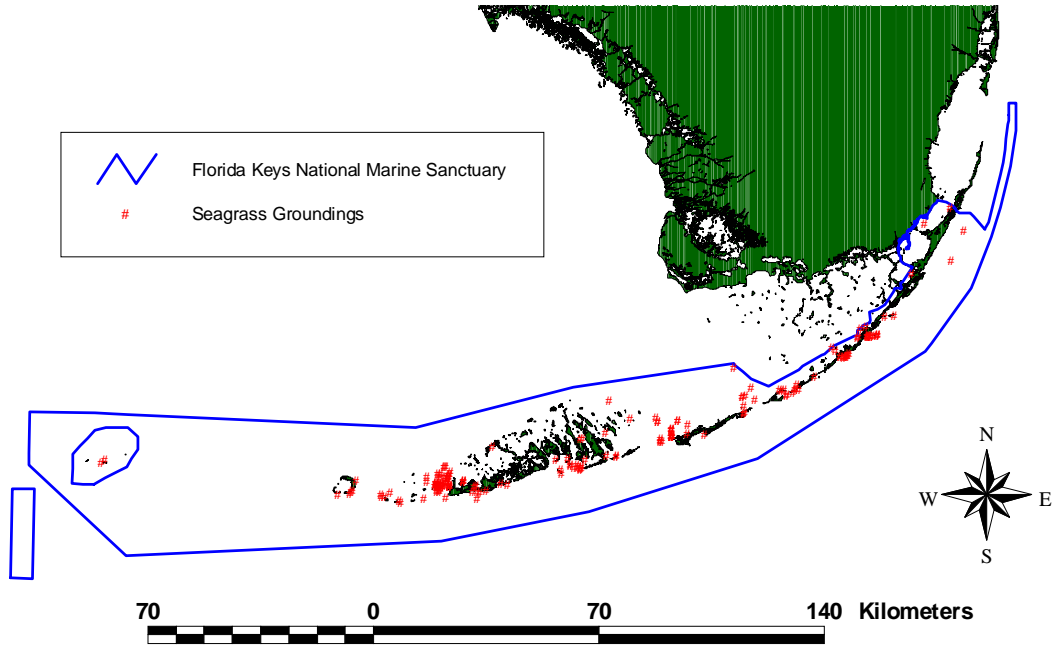 Florida Keys National Marine Sanctuary
# Seagrass Groundings
N
W E
S
70 0 70 140 Kilometers